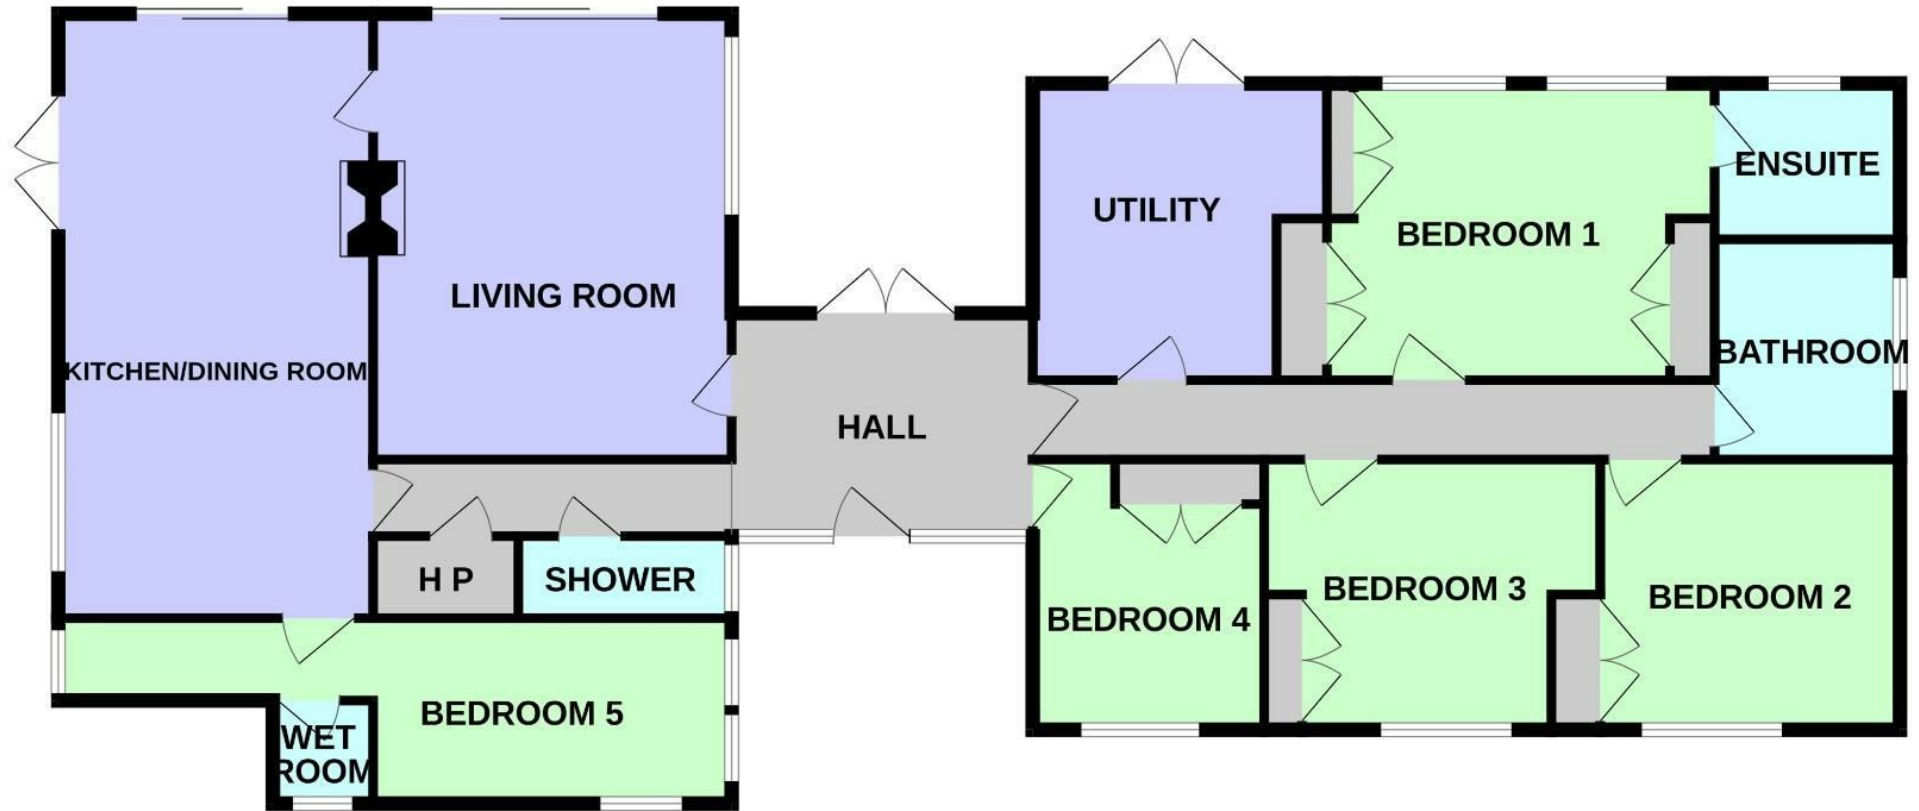 ENSUITE
UTILITY
BEDROOM 1
LIVING ROOM
BATHROOM
KITCHEN/DINING ROOM
HALL
H P
SHOWER
BEDROOM 3
BEDROOM 2
BEDROOM 4
BEDROOM 5
WET
ROOM